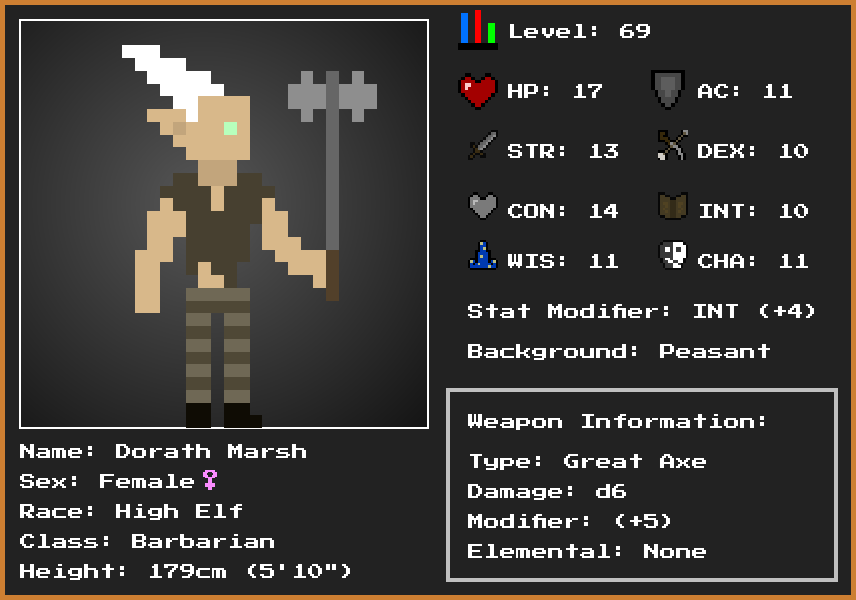 Level: 69
HP: 17 AC: 11
STR: 13 DEX: 10
CON: 14 INT: 10
WIS: 11 CHA: 11
Stat Modifier: INT (+4)
Background: Peasant
Weapon Information:
Type: Great Axe
Damage: d6
Modifier: (+5)
Elemental: None
Name: Dorath Marsh
Sex: Female♀
Race: High Elf
Class: Barbarian
Height: 179cm (5'10")